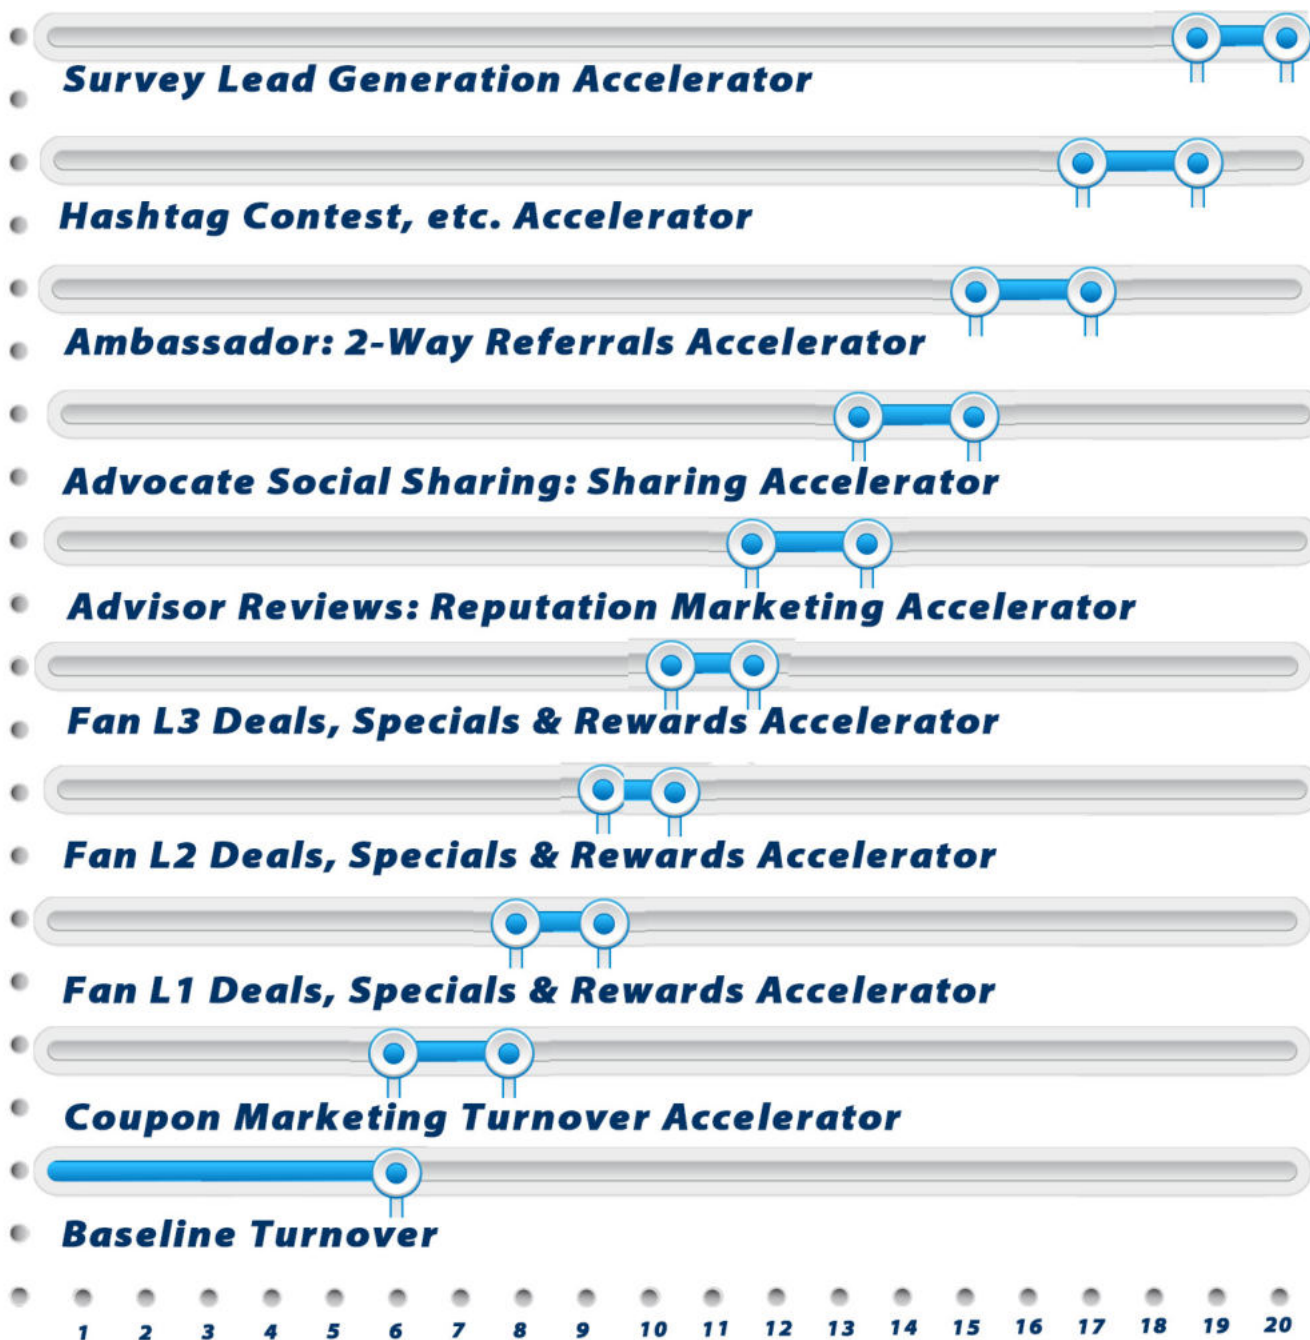 Survey Lead Generation Accelerator
Hashtag Contest, etc. Accelerator
Ambassador: 2-Way Referrals Accelerator
Advocate Social Sharing: Sharing Accelerator
Advisor Reviews: Reputation Marketing Accelerator
Fan L3 Deals, Specials & Rewards Accelerator
Fan L2 Deals, Specials & Rewards Accelerator
Fan L1 Deals, Specials & Rewards Accelerator
Coupon Marketing Turnover Accelerator
Baseline Turnover
1 2 3 4 5 6 7 8 9 10 11 12 13 14 15 16 17 18 19 20